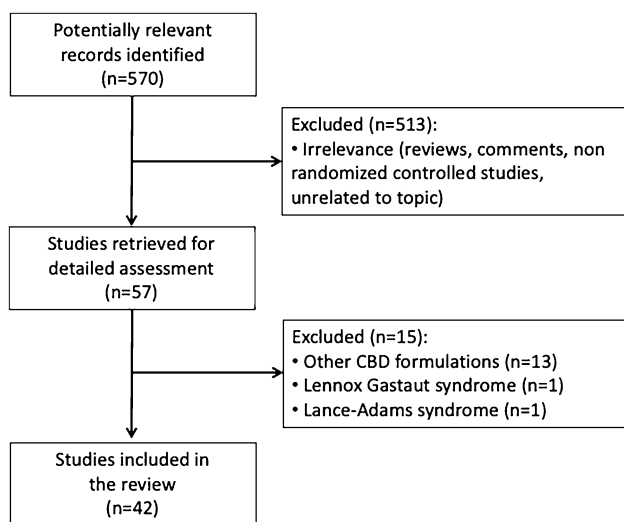 Potentially relevant
records identified
(n=570)
Excluded (n=513):
• Irrelevance (reviews, comments, non
randomized controlled studies,
unrelated to topic)
Studies retrieved for
detailed assessment
(n=57)
Excluded (n=15):
• Other CBD formulations (n=13)
• Lennox Gastaut syndrome (n=1)
• Lance-Adams syndrome (n=1)
Studies included in
the review
(n=42)